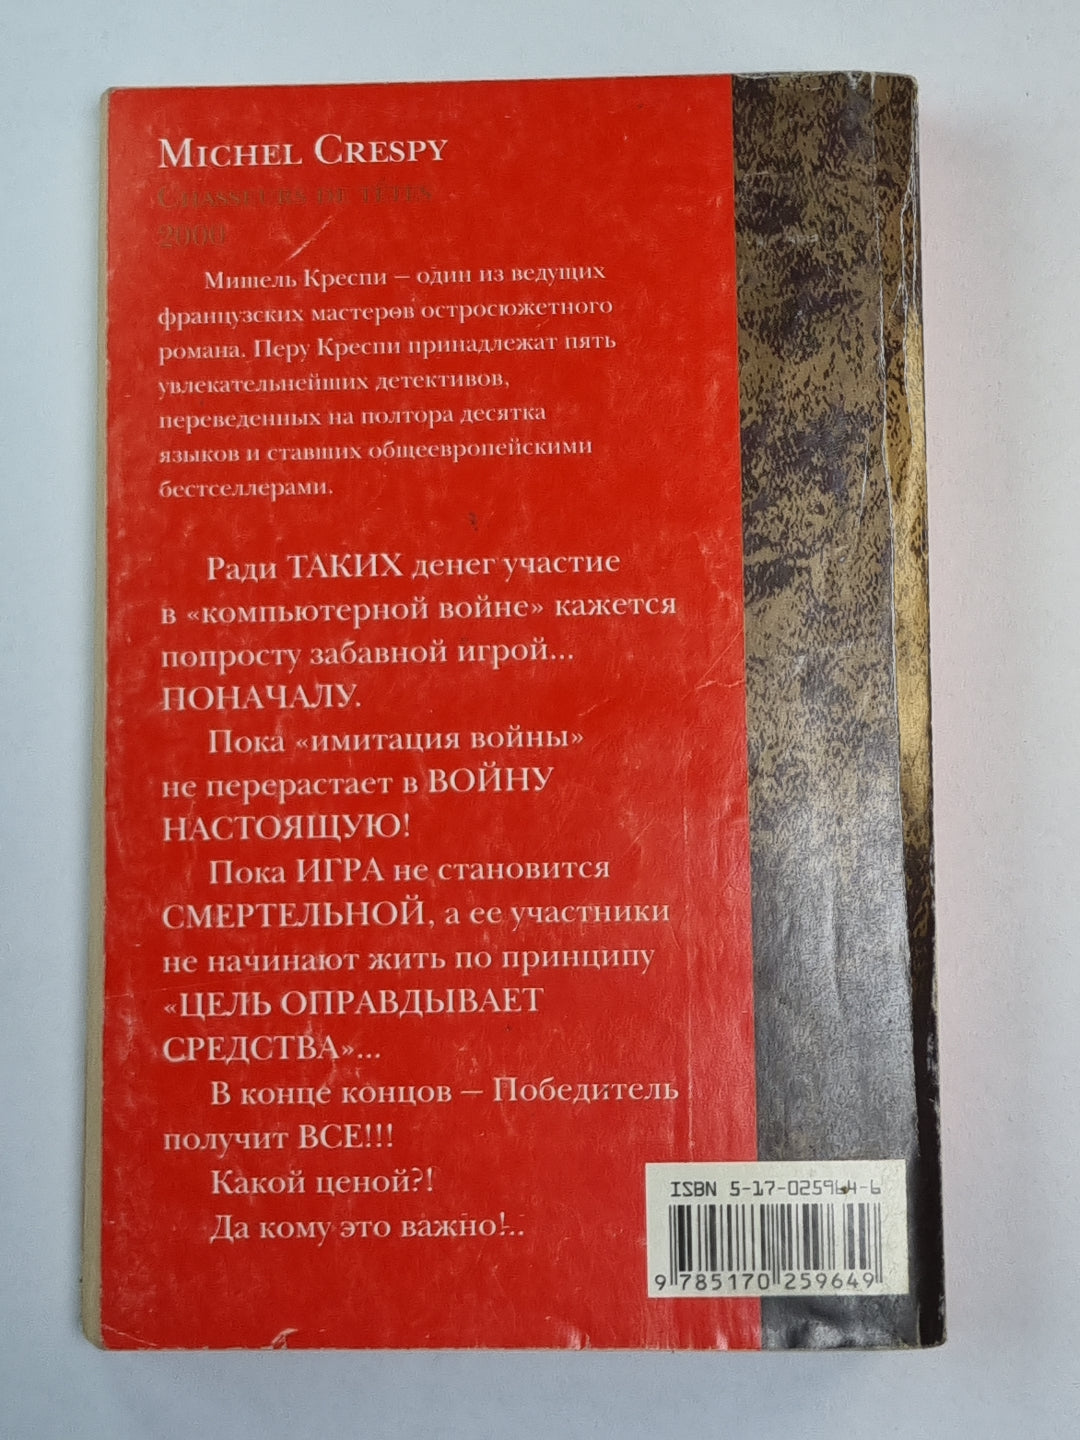 MICHEL CRESPY
CHASSEURS DE TÊTES
2000
Мишель Креспи – один из ведущих
французских мастеров остросюжетного
романа. Перу Креспи принадлежат пять
увлекательнейших детективов,
переведенных на полтора десятка
языков и ставших общеевропейскими
бестселлерами.
Ради ТАКИХ денег участие
в «компьютерной войне» кажется
попросту забавной игрой...
ПОНАЧАЛУ.
Пока «имитация войны»
не перерастает в ВОЙНУ
НАСТОЯЩУЮ!
Пока ИГРА не становится
СМЕРТЕЛЬНОЙ, а ее участники
не начинают жить по принципу
«ЦЕЛЬ ОПРАВДЫВАЕТ
СРЕДСТВА»...
В конце концов – Победитель
получит ВСЕ!!!
Какой ценой?!
Да кому это важно!..
ISBN 5-17-025964-6
9 785170 259649